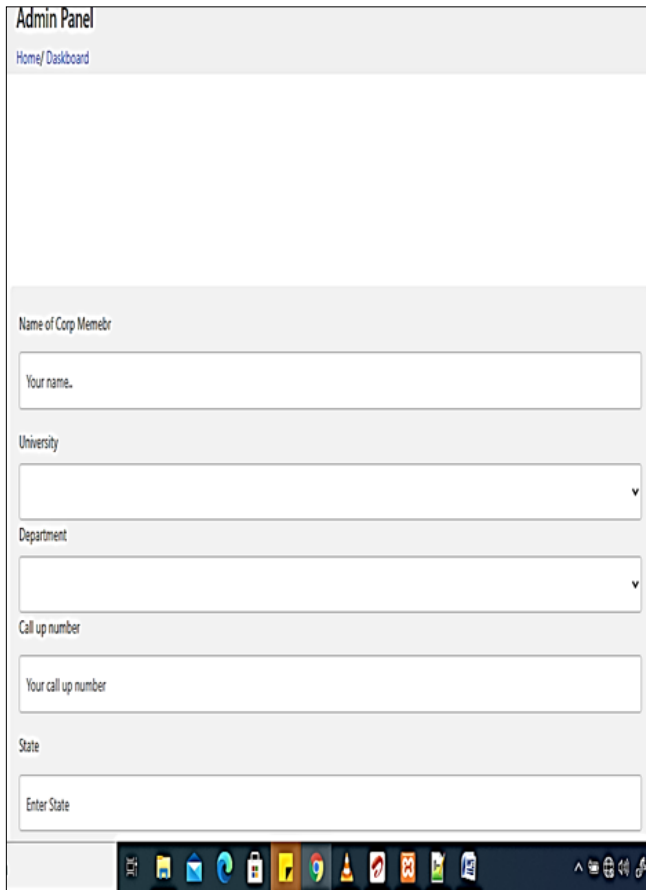 Admin Panel
Home/ Daskboard
Name of Corp Memebr
Your name..
University
Department
Call up number
Your call up number
State
Enter State